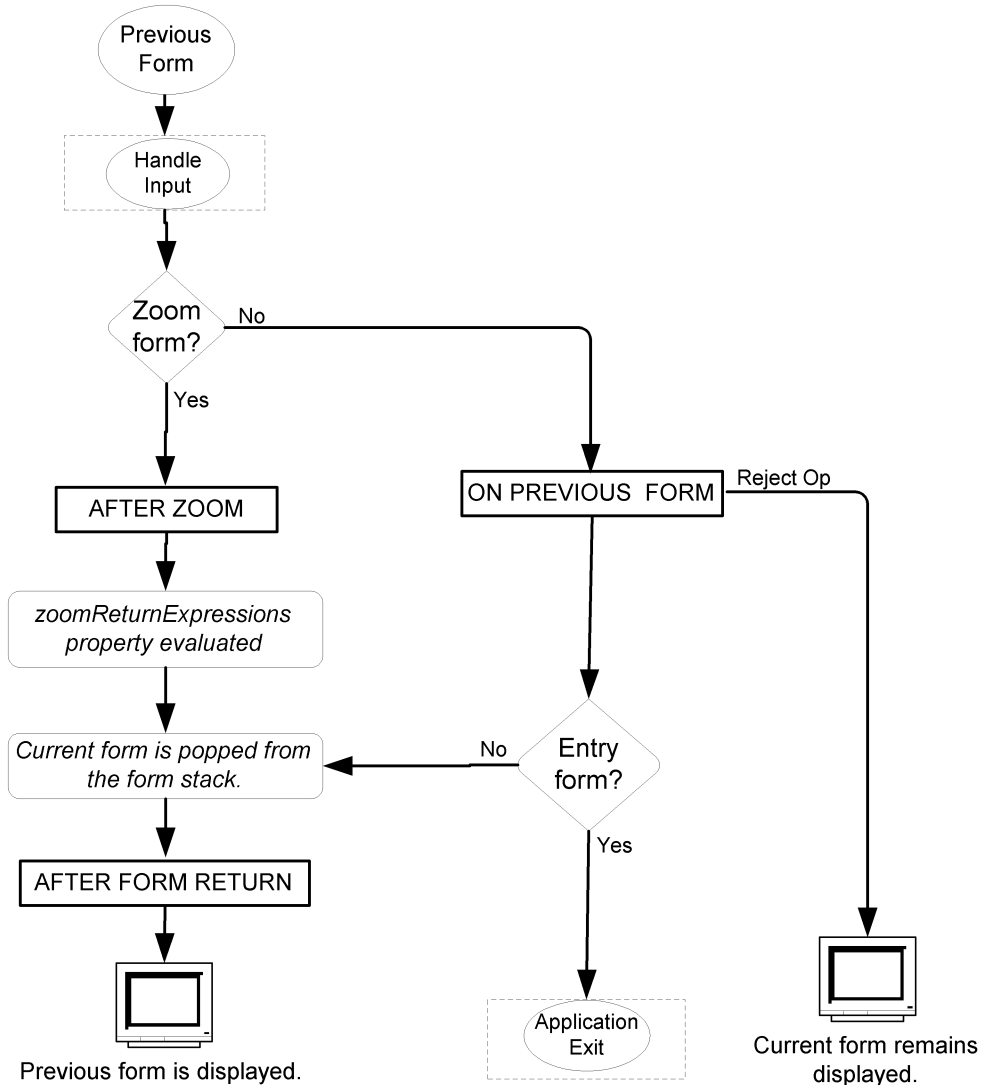 Previous
Form
Handle
Input
Zoom
form?
No
Yes
AFTER ZOOM
ON PREVIOUS FORM
Reject Op
zoomReturnExpressions
property evaluated
Current form is popped from
the form stack.
No
Entry
form?
Yes
AFTER FORM RETURN
Previous form is displayed.
Application
Exit
Current form remains
displayed.